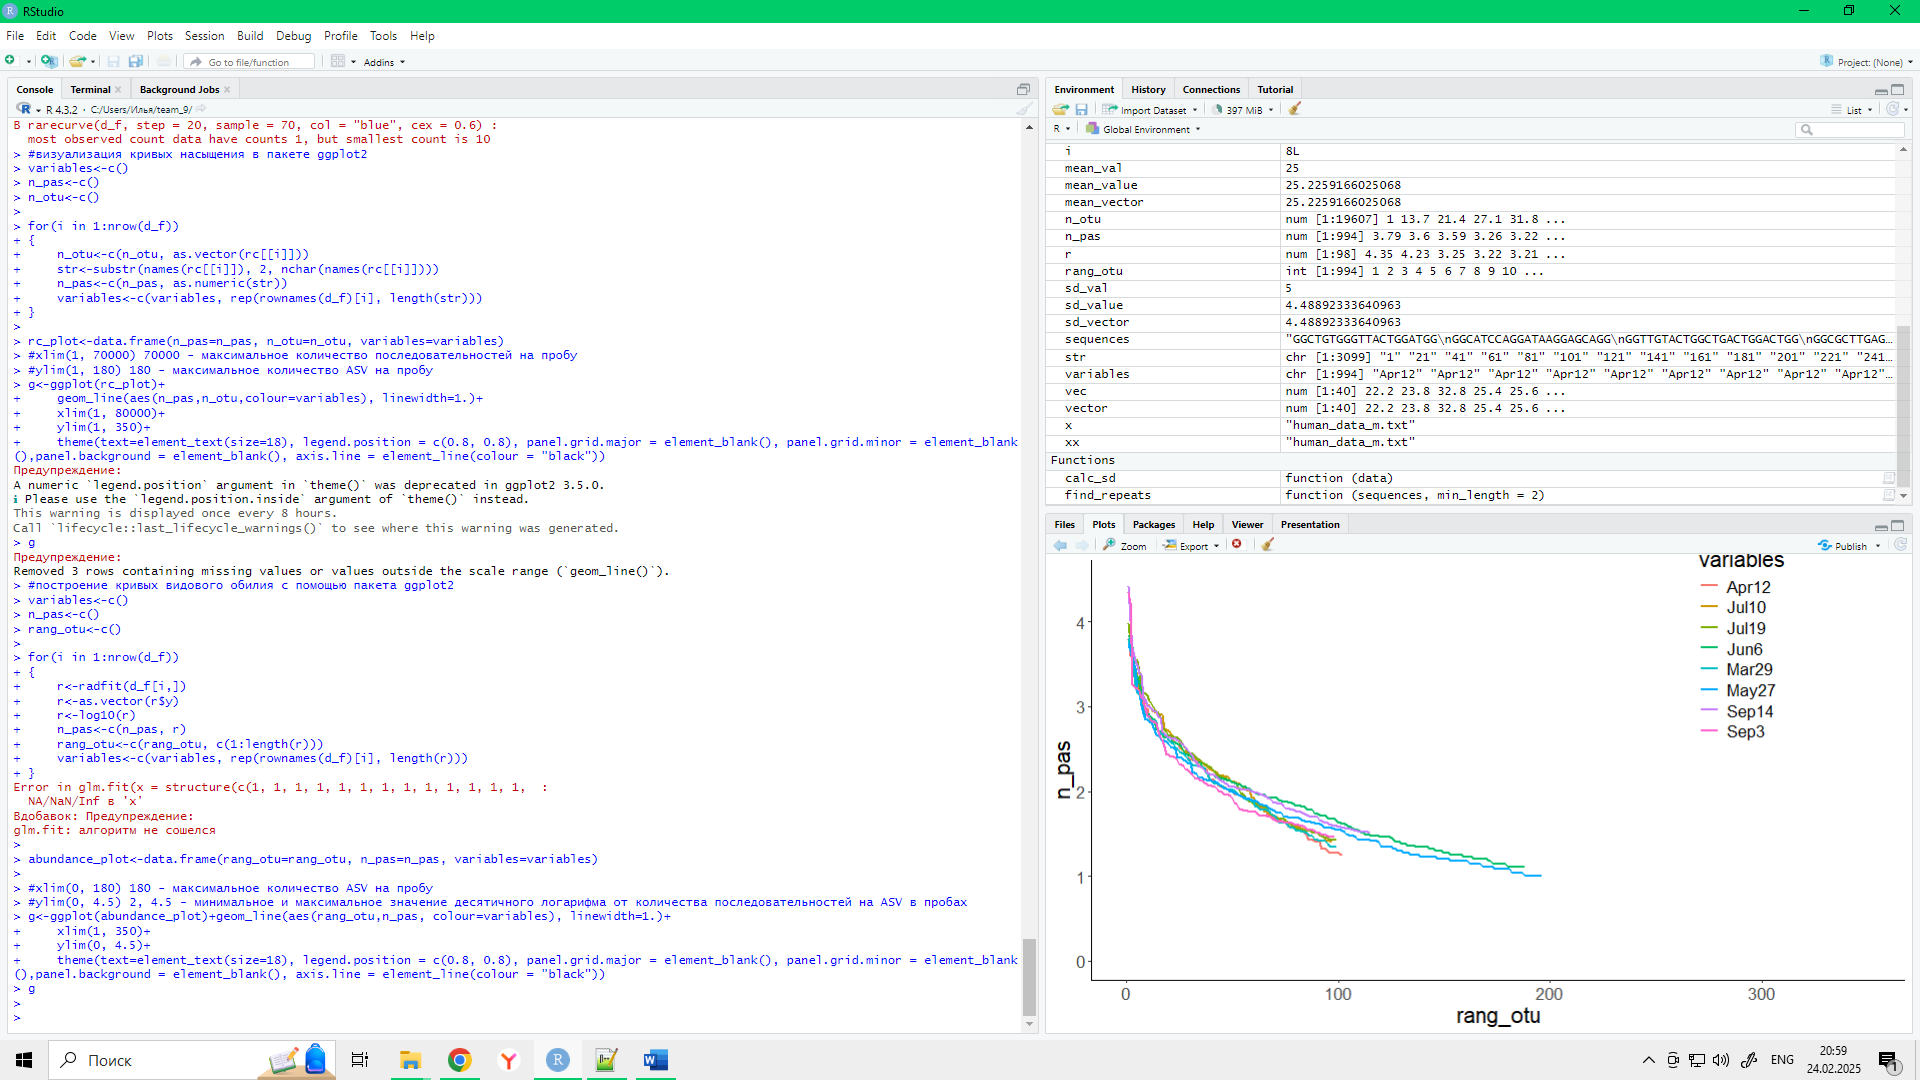 RStudio
File Edit Code View Plots Session Build Debug Profile Tools Help
Go to file/function Addins Project: (None)
Console Terminal Background Jobs
R 4.3.2 · C:/Users/Илья/team_9/
В rarecurve(d_f, step = 20, sample = 70, col = "blue", cex = 0.6) :
most observed count data have counts 1, but smallest count is 10
> #визуализация кривых насыщения в пакете ggplot2
> variables<-c()
> n_pas<-c()
> n_otu<-c()
>
> for(i in 1:nrow(d_f))
+ {
+     n_otu<-c(n_otu, as.vector(rc[[i]]))
+     str<-substr(names(rc[[i]]), 2, nchar(names(rc[[i]])))
+     n_pas<-c(n_pas, as.numeric(str))
+     variables<-c(variables, rep(rownames(d_f)[i], length(str)))
+ }
>
> rc_plot<-data.frame(n_pas=n_pas, n_otu=n_otu, variables=variables)
> #xlim(1, 70000) 70000 - максимальное количество последовательностей на пробу
> #ylim(1, 180) 180 - максимальное количество ASV на пробу
> g<-ggplot(rc_plot)+
+     geom_line(aes(n_pas,n_otu,colour=variables), linewidth=1.)+
+     xlim(1, 80000)+
+     ylim(1, 350)+
+     theme(text=element_text(size=18), legend.position = c(0.8, 0.8), panel.grid.major = element_blank(), panel.grid.minor = element_blank
(),panel.background = element_blank(), axis.line = element_line(colour = "black"))
Предупреждение:
A numeric `legend.position` argument in `theme()` was deprecated in ggplot2 3.5.0.
ℹ Please use the `legend.position.inside` argument of `theme()` instead.
This warning is displayed once every 8 hours.
Call `lifecycle::last_lifecycle_warnings()` to see where this warning was generated.
> g
Предупреждение:
Removed 3 rows containing missing values or values outside the scale range (`geom_line()`).
> #построение кривых видового обилия с помощью пакета ggplot2
> variables<-c()
> n_pas<-c()
> rang_otu<-c()
>
> for(i in 1:nrow(d_f))
+ {
+     r<-radfit(d_f[i,])
+     r<-as.vector(r$y)
+     r<-log10(r)
+     n_pas<-c(n_pas, r)
+     rang_otu<-c(rang_otu, c(1:length(r)))
+     variables<-c(variables, rep(rownames(d_f)[i], length(r)))
+ }
Error in glm.fit(x = structure(c(1, 1, 1, 1, 1, 1, 1, 1, 1, 1, 1, 1, 1,  :
NA/NaN/Inf в 'x'
Вдобавок: Предупреждение:
glm.fit: алгоритм не сошелся
>
> abundance_plot<-data.frame(rang_otu=rang_otu, n_pas=n_pas, variables=variables)
>
> #xlim(0, 180) 180 - максимальное количество ASV на пробу
> #ylim(0, 4.5) 2, 4.5 - минимальное и максимальное значение десятичного логарифма от количества последовательностей на ASV в пробах
> g<-ggplot(abundance_plot)+geom_line(aes(rang_otu,n_pas, colour=variables), linewidth=1.)+
+     xlim(1, 350)+
+     ylim(0, 4.5)+
+     theme(text=element_text(size=18), legend.position = c(0.8, 0.8), panel.grid.major = element_blank(), panel.grid.minor = element_blank
(),panel.background = element_blank(), axis.line = element_line(colour = "black"))
> g
>
>
Environment History Connections Tutorial
Import Dataset 397 MiB List
R Global Environment
i 8L
mean_val 25
mean_value 25.2259166025068
mean_vector 25.2259166025068
n_otu num [1:19607] 1 13.7 21.4 27.1 31.8 ...
n_pas num [1:994] 3.79 3.6 3.59 3.26 3.22 ...
r num [1:98] 4.35 4.23 3.25 3.22 3.21 ...
rang_otu int [1:994] 1 2 3 4 5 6 7 8 9 10 ...
sd_val 5
sd_value 4.48892333640963
sd_vector 4.48892333640963
sequences "GGCTGTGGGTTACTGGATGG\nGGCATCCAGGATAAGGAGCAGG\nGGTTGTACTGGCTGACTGGACTGG\nGGCGCTTGAG…
str chr [1:3099] "1" "21" "41" "61" "81" "101" "121" "141" "161" "181" "201" "221" "241…
variables chr [1:994] "Apr12" "Apr12" "Apr12" "Apr12" "Apr12" "Apr12" "Apr12" "Apr12" "Apr12"…
vec num [1:40] 22.2 23.8 32.8 25.4 25.6 ...
vector num [1:40] 22.2 23.8 32.8 25.4 25.6 ...
x "human_data_m.txt"
xx "human_data_m.txt"
Functions
calc_sd function (data)
find_repeats function (sequences, min_length = 2)
Files Plots Packages Help Viewer Presentation
Zoom Export Publish
variables
Apr12
Jul10
Jul19
Jun6
Mar29
May27
Sep14
Sep3
4
3
2
1
0
n_pas
0 100 200 300
rang_otu
Поиск
ENG
20:59
24.02.2025
1